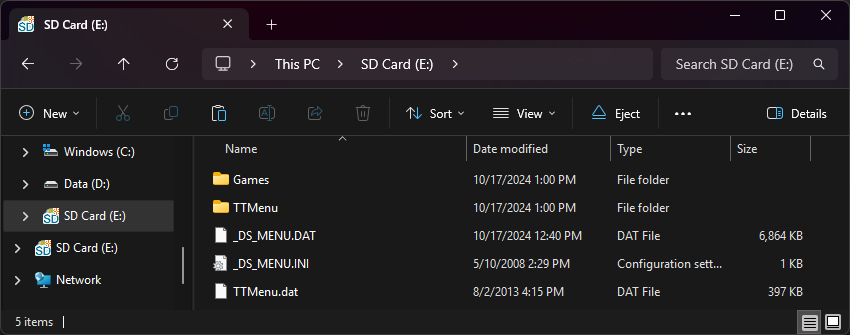 SD Card (E:)
This PC SD Card (E:) Search SD Card (E:)
New Sort View Eject Details
Name Date modified Type Size
Windows (C:)
Data (D:)
SD Card (E:)
SD Card (E:)
Network
Games 10/17/2024 1:00 PM File folder
TTMenu 10/17/2024 1:00 PM File folder
_DS_MENU.DAT 10/17/2024 12:40 PM DAT File 6,864 KB
_DS_MENU.INI 5/10/2008 2:29 PM Configuration sett... 1 KB
TTMenu.dat 8/2/2013 4:15 PM DAT File 397 KB
5 items